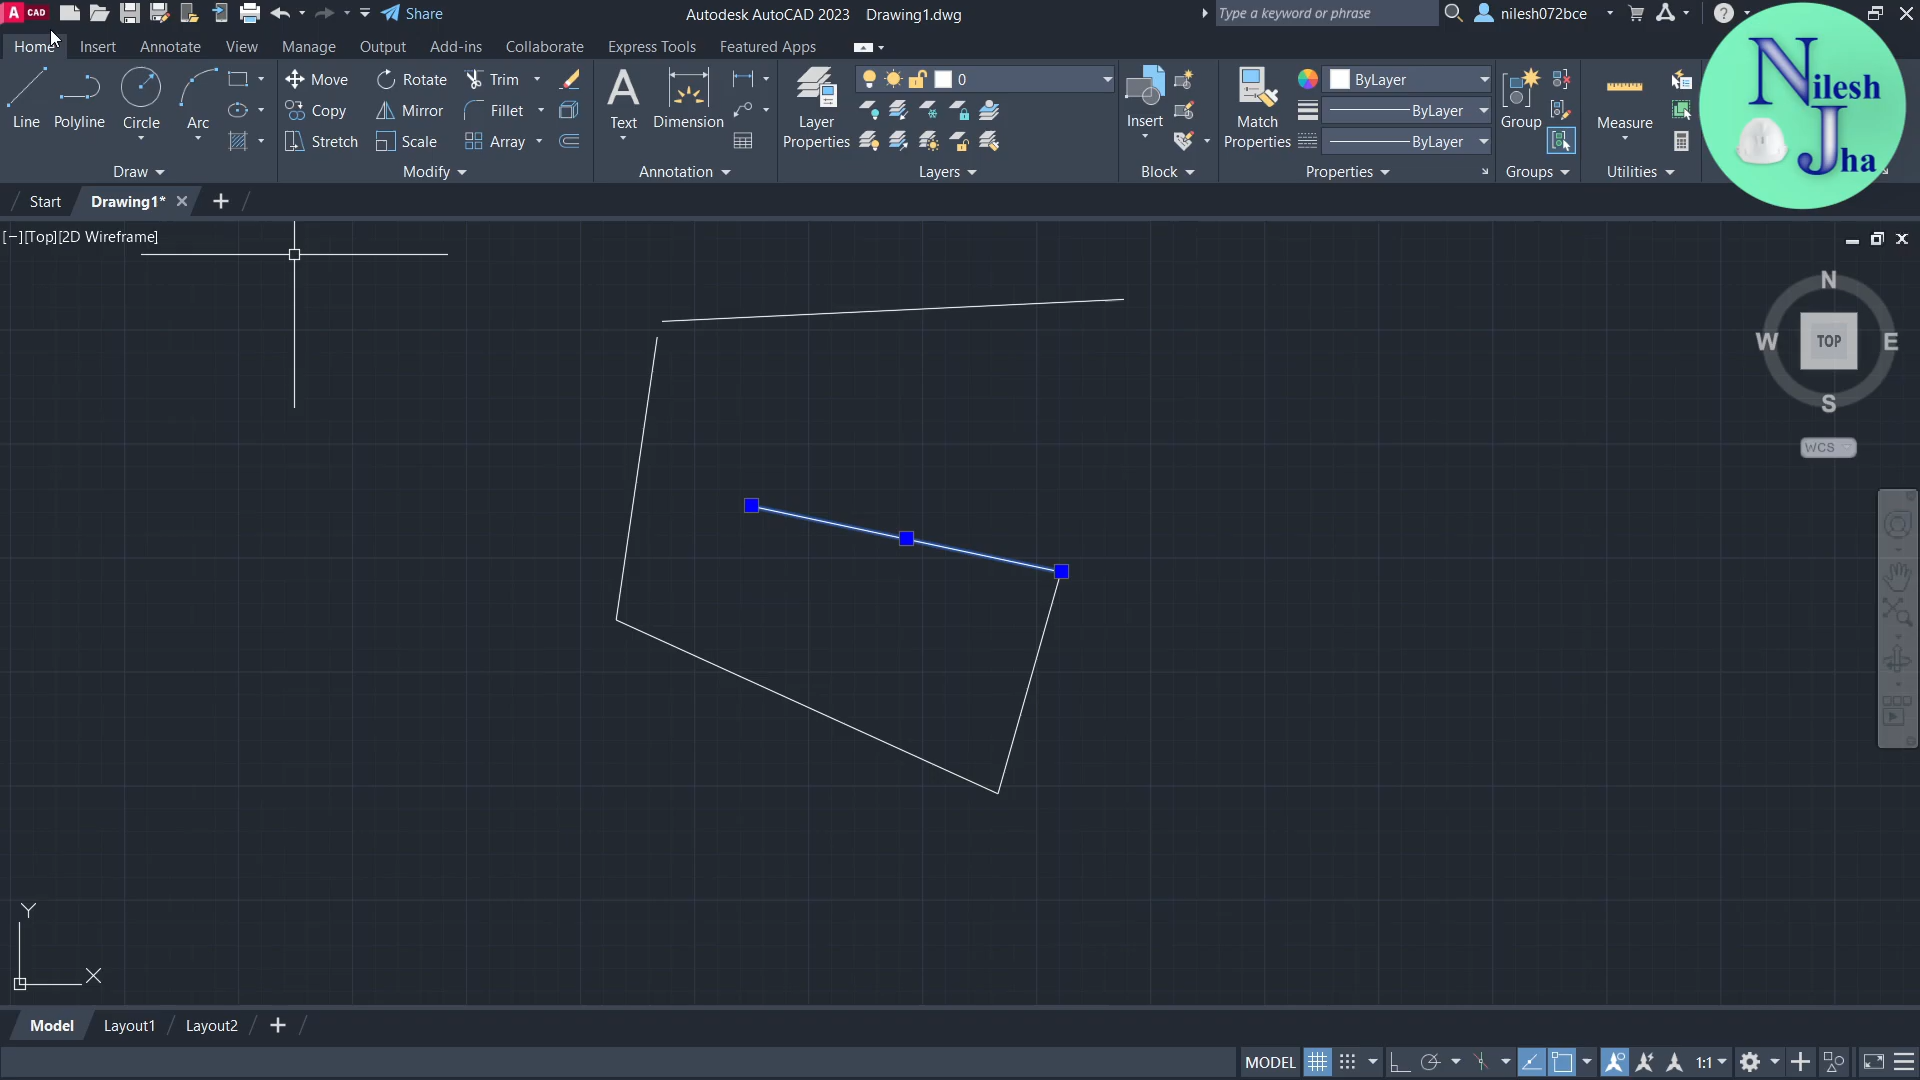 A CAD Share Autodesk AutoCAD 2023 Drawing1.dwg Type a keyword or phrase nilesh072bce ?
Home Insert Annotate View Manage Output Add-ins Collaborate Express Tools Featured Apps
Line Polyline Circle Arc
Move Rotate Trim
Copy Mirror Fillet
Stretch Scale Array
Text Dimension
Layer Properties
0
Insert
Match Properties
ByLayer
ByLayer
ByLayer
Group
Measure
Draw Modify Annotation Layers Block Properties Groups Utilities
Nilesh
Jha
Start Drawing1* +
[−][Top][2D Wireframe]
N
W TOP E
S
WCS
Y
X
Model Layout1 Layout2 +
MODEL 1:1